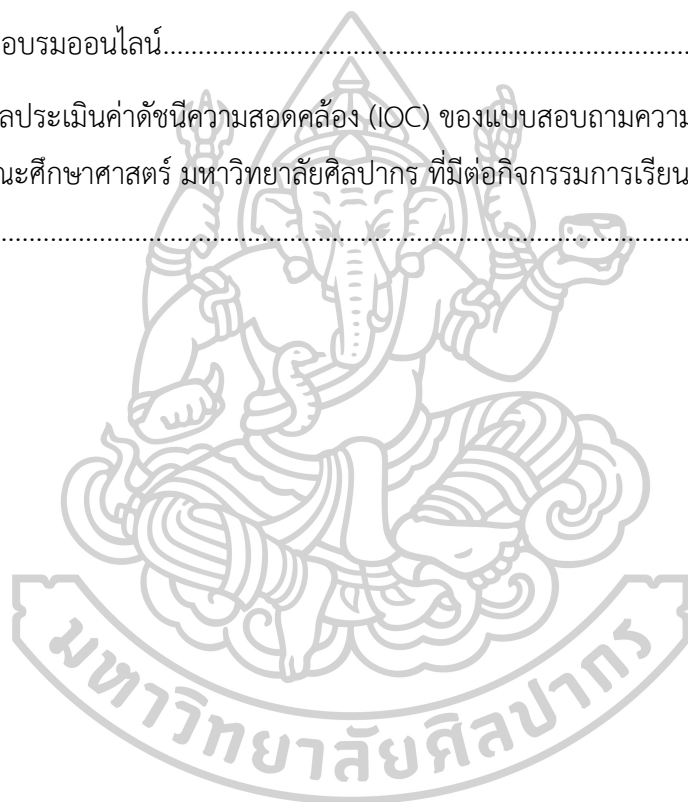 อบรมออนไลน์..............................................................................................
ลประเมินค่าดัชนีความสอดคล้อง (IOC) ของแบบสอบถามความ
ณะศึกษาศาสตร์ มหาวิทยาลัยศิลปากร ที่มีต่อกิจกรรมการเรียน
.........................................................................................................................
มหาวิทยาลัยศิลปากร